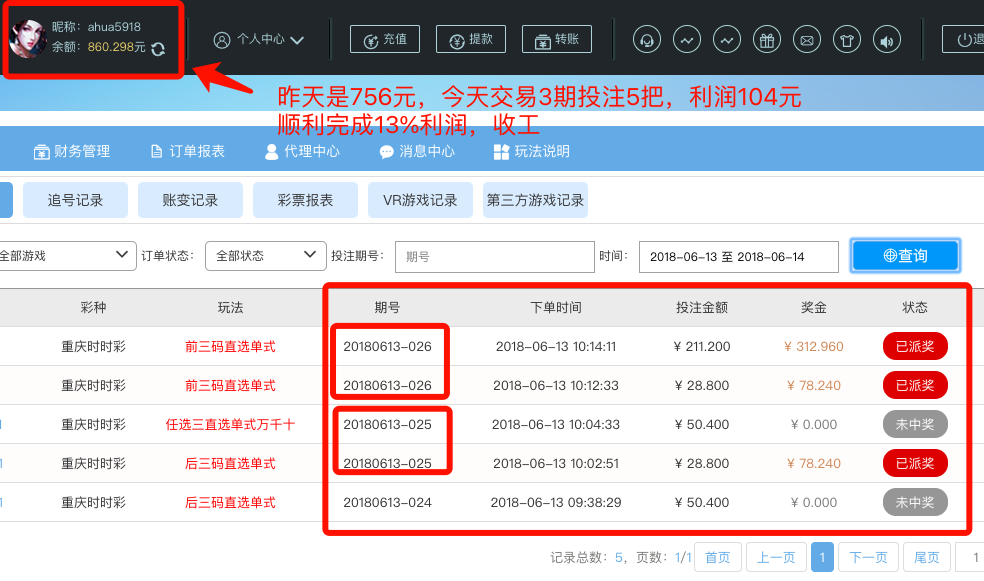 昵称：ahua5918
余额：860.298元
个人中心
充值
提款
转账
昨天是756元，今天交易3期投注5把，利润104元
顺利完成13%利润，收工
财务管理 订单报表 代理中心 消息中心 玩法说明
追号记录 账变记录 彩票报表 VR游戏记录 第三方游戏记录
全部游戏 订单状态： 全部状态 投注期号： 期号 时间： 2018-06-13 至 2018-06-14 查询
彩种 玩法 期号 下单时间 投注金额 奖金 状态
重庆时时彩 前三码直选单式 20180613-026 2018-06-13 10:14:11 ¥ 211.200 ¥ 312.960 已派奖
重庆时时彩 前三码直选单式 20180613-026 2018-06-13 10:12:33 ¥ 28.800 ¥ 78.240 已派奖
重庆时时彩 任选三直选单式万千十 20180613-025 2018-06-13 10:04:33 ¥ 50.400 ¥ 0.000 未中奖
重庆时时彩 后三码直选单式 20180613-025 2018-06-13 10:02:51 ¥ 28.800 ¥ 78.240 已派奖
重庆时时彩 后三码直选单式 20180613-024 2018-06-13 09:38:29 ¥ 50.400 ¥ 0.000 未中奖
记录总数：5，页数：1/1 首页 上一页 1 下一页 尾页 1